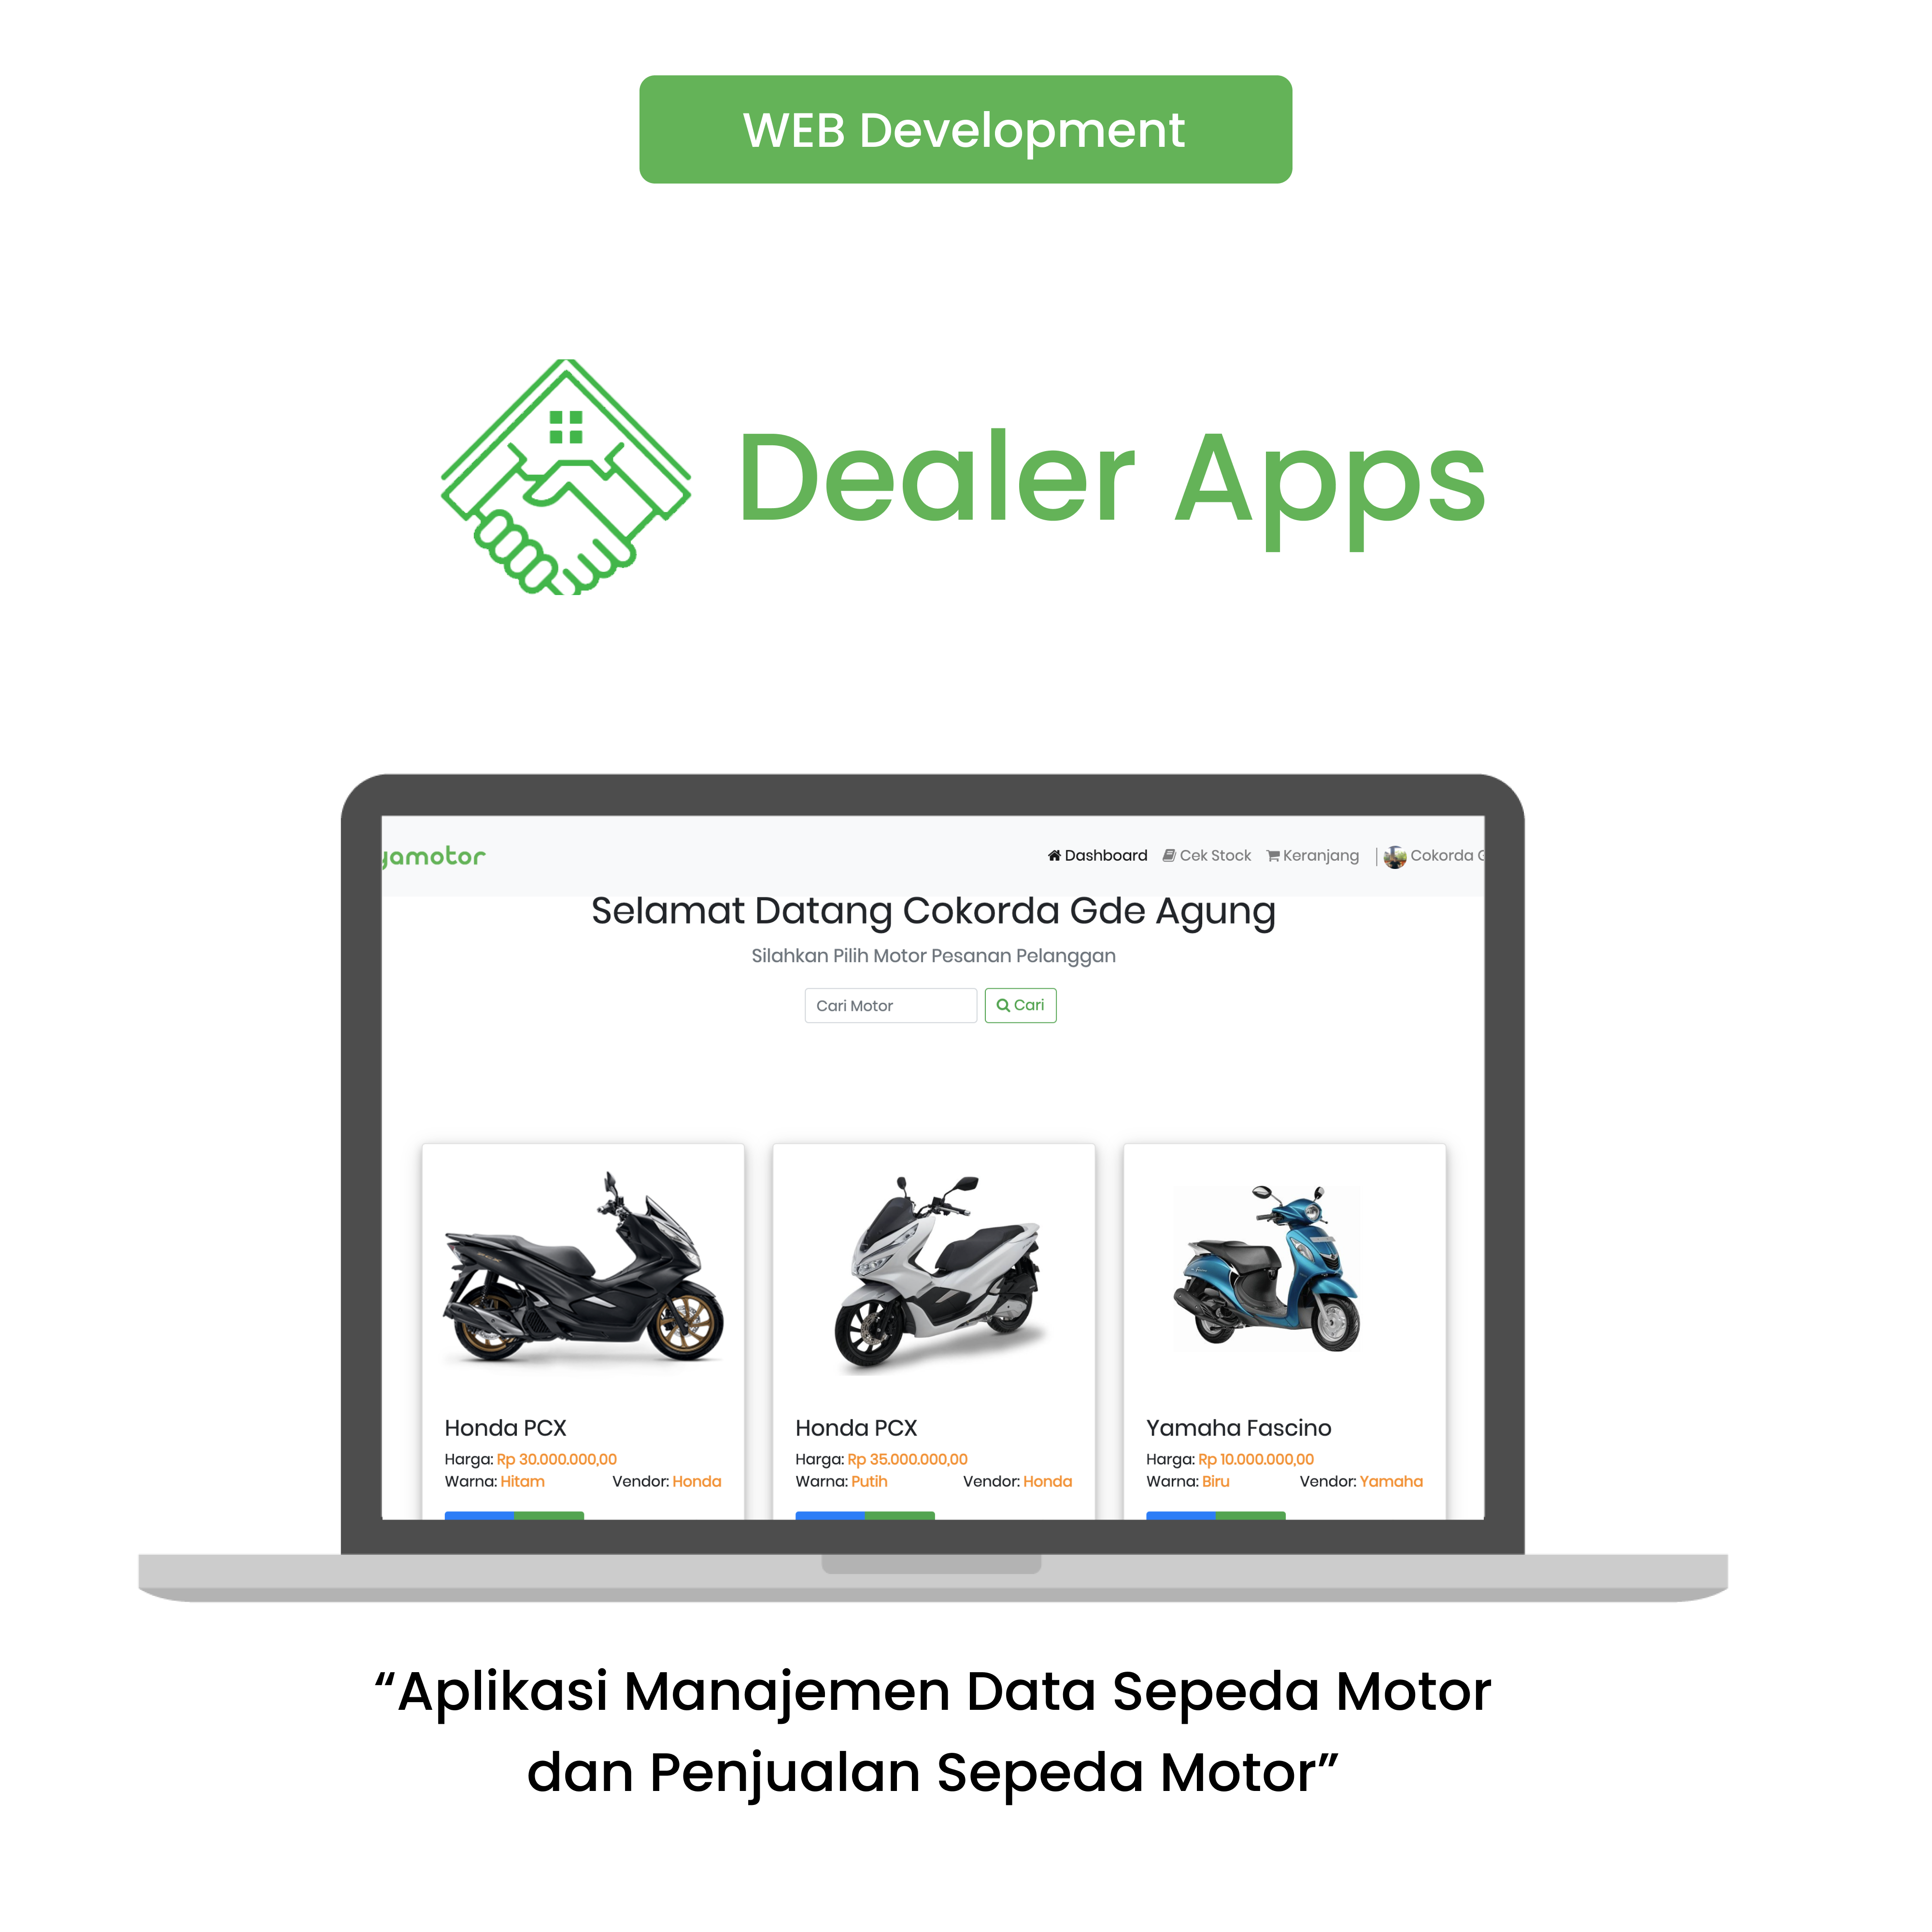 WEB Development
Dealer Apps
yamotor
Dashboard Cek Stock Keranjang | Cokorda G
Selamat Datang Cokorda Gde Agung
Silahkan Pilih Motor Pesanan Pelanggan
Cari Motor Cari
Honda PCX
Harga: Rp 30.000.000,00
Warna: Hitam Vendor: Honda
Honda PCX
Harga: Rp 35.000.000,00
Warna: Putih Vendor: Honda
Yamaha Fascino
Harga: Rp 10.000.000,00
Warna: Biru Vendor: Yamaha
“Aplikasi Manajemen Data Sepeda Motor
dan Penjualan Sepeda Motor”